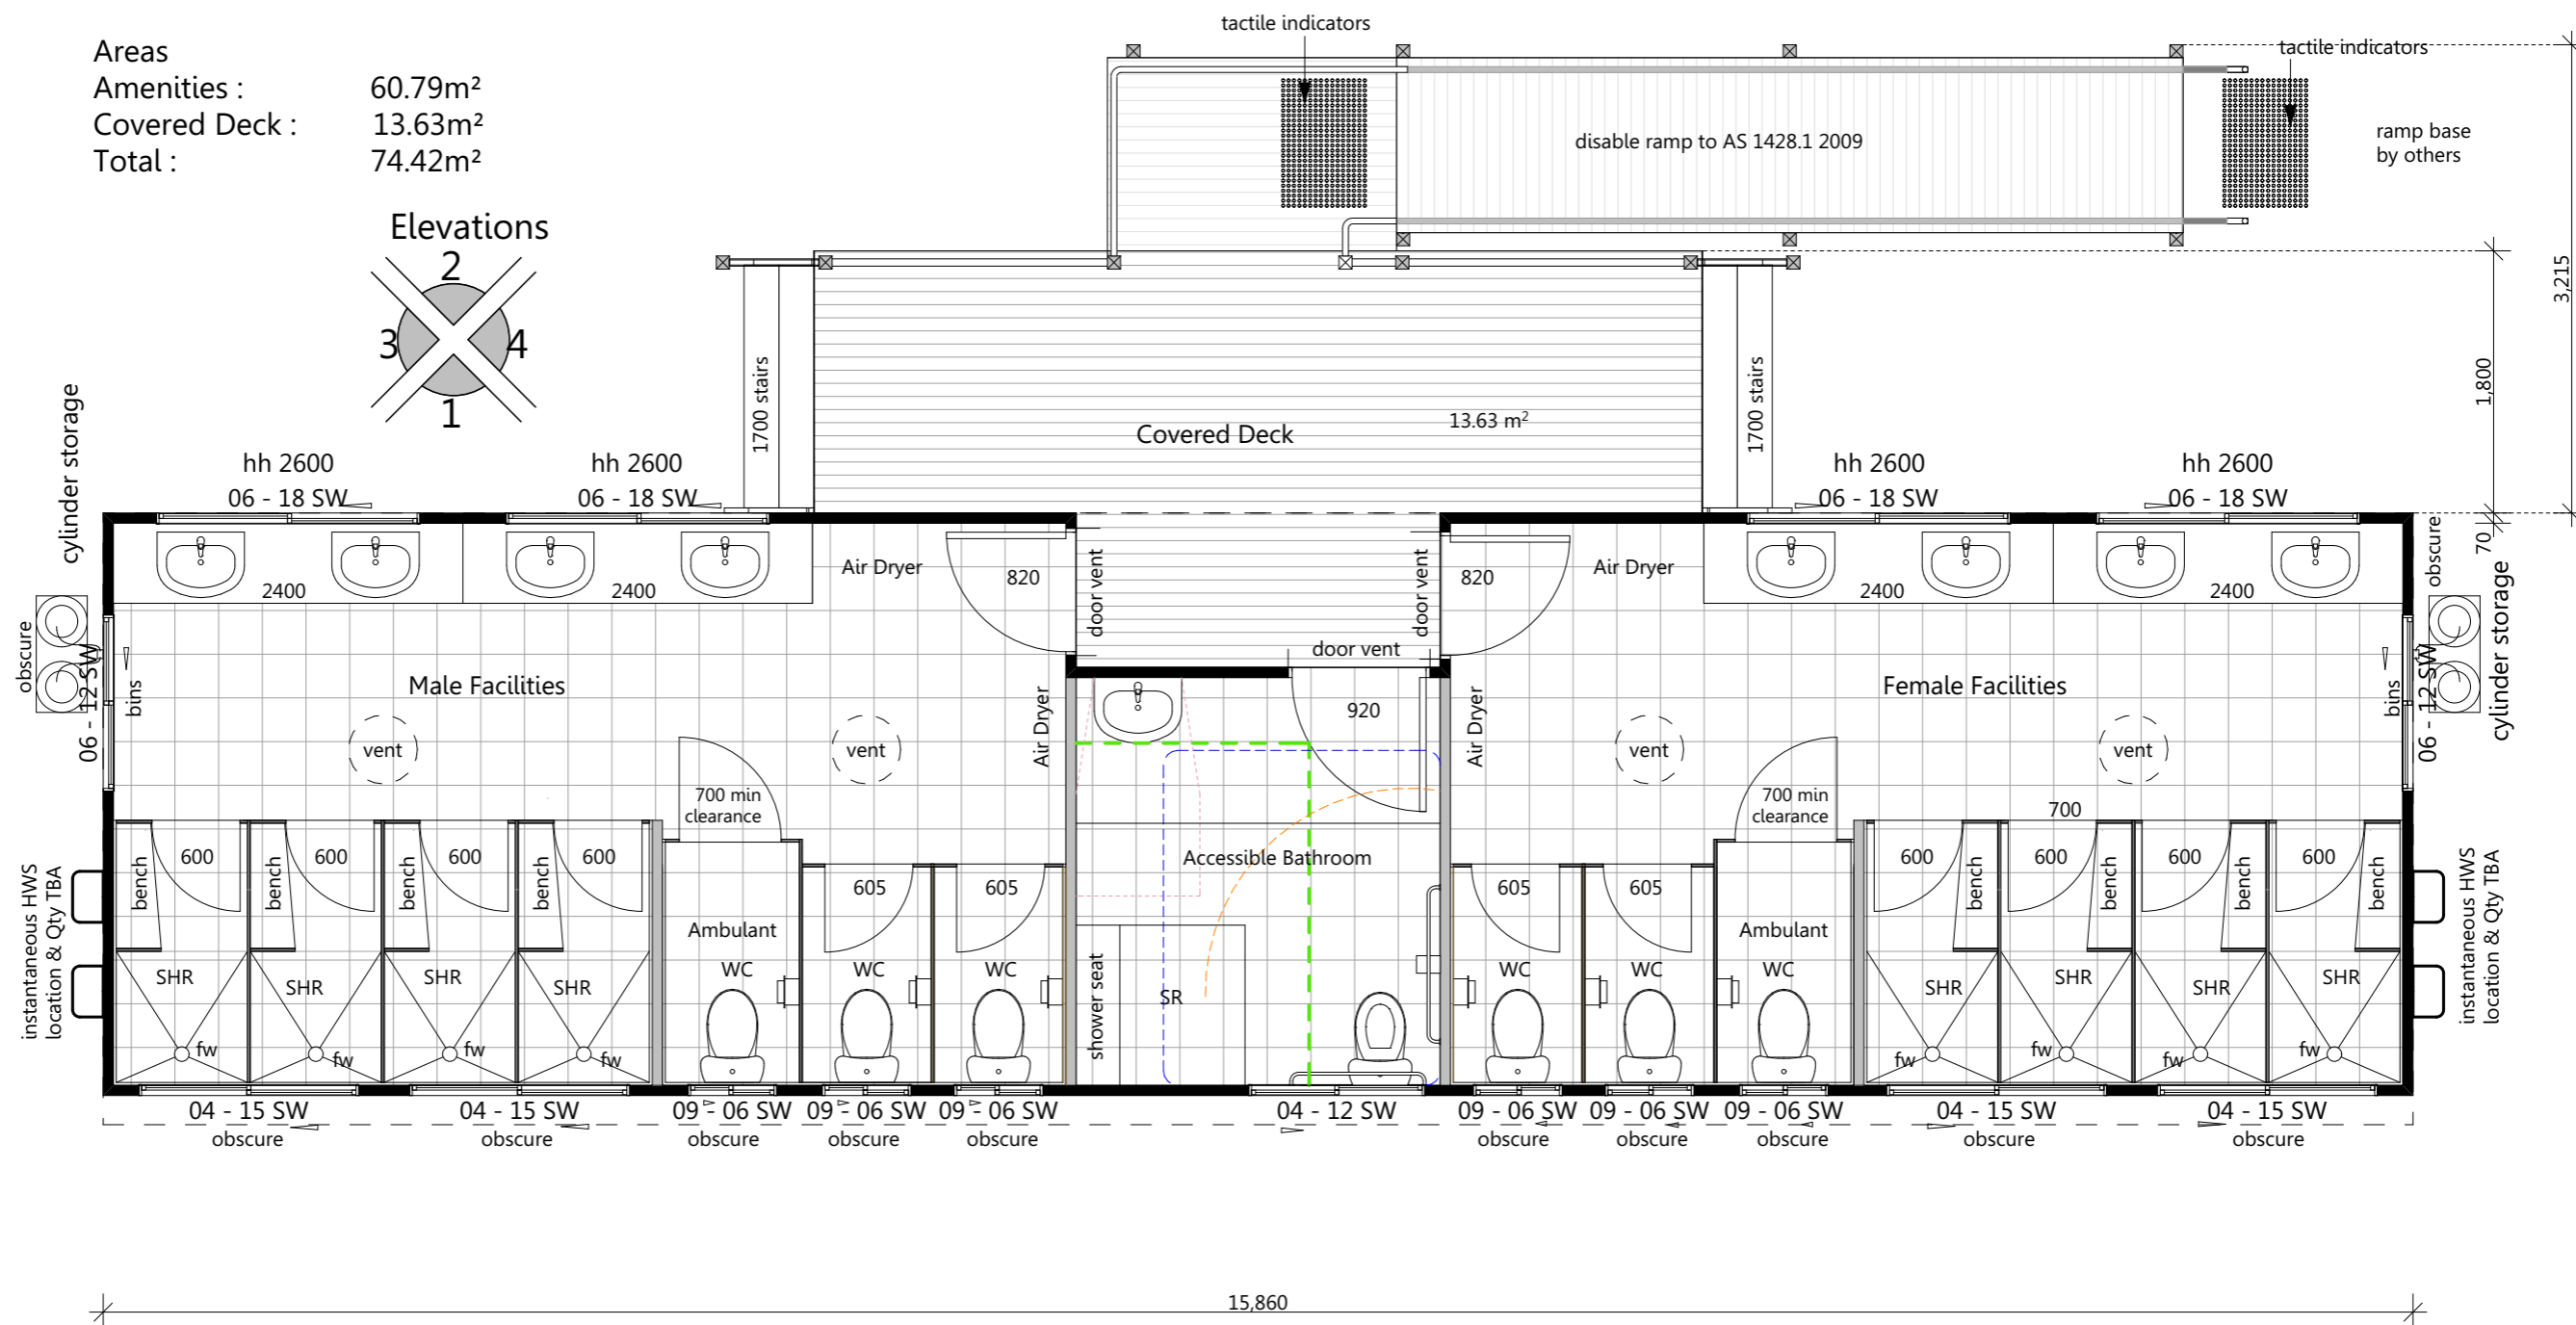 tactile indicators
Areas
Amenities : 60.79m²
Covered Deck : 13.63m²
Total : 74.42m²
tactile indicators
disable ramp to AS 1428.1 2009
ramp base
by others
Elevations
2
3 4
1
3,215
1,800
70
1700 stairs
1700 stairs
13.63 m²
Covered Deck
cylinder storage
hh 2600
06 - 18 SW
hh 2600
06 - 18 SW
hh 2600
06 - 18 SW
hh 2600
06 - 18 SW
obscure
cylinder storage
2400
2400
Air Dryer
820
door vent
door vent
door vent
820
Air Dryer
2400
2400
obscure
06 - 12 SW
bins
Male Facilities
Air Dryer
920
Air Dryer
Female Facilities
bins
06 - 12 SW
vent
vent
vent
vent
700 min
clearance
700 min
clearance
700
instantaneous HWS
location & Qty TBA
bench
600
bench
600
bench
600
bench
600
605
605
Accessible Bathroom
605
605
600
bench
600
bench
600
bench
600
bench
instantaneous HWS
location & Qty TBA
Ambulant
WC
WC
WC
shower seat
SR
WC
WC
Ambulant
WC
SHR
SHR
SHR
SHR
SHR
SHR
SHR
SHR
fw
fw
fw
fw
fw
fw
fw
fw
04 - 15 SW
obscure
04 - 15 SW
obscure
09 - 06 SW
obscure
09 - 06 SW
obscure
09 - 06 SW
obscure
04 - 12 SW
09 - 06 SW
obscure
09 - 06 SW
obscure
09 - 06 SW
obscure
04 - 15 SW
obscure
04 - 15 SW
obscure
15,860